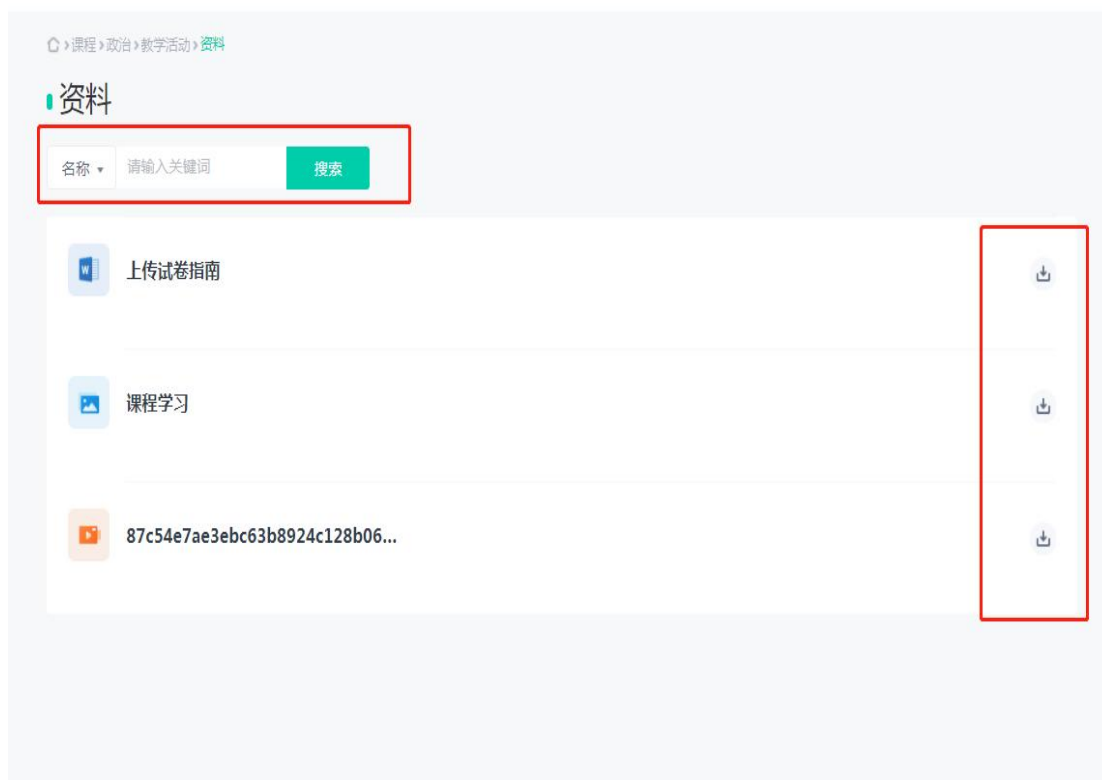 课程›政治›教学活动›资料
资料
名称 请输入关键词 搜索
W 上传试卷指南
课程学习
87c54e7ae3ebc63b8924c128b06...